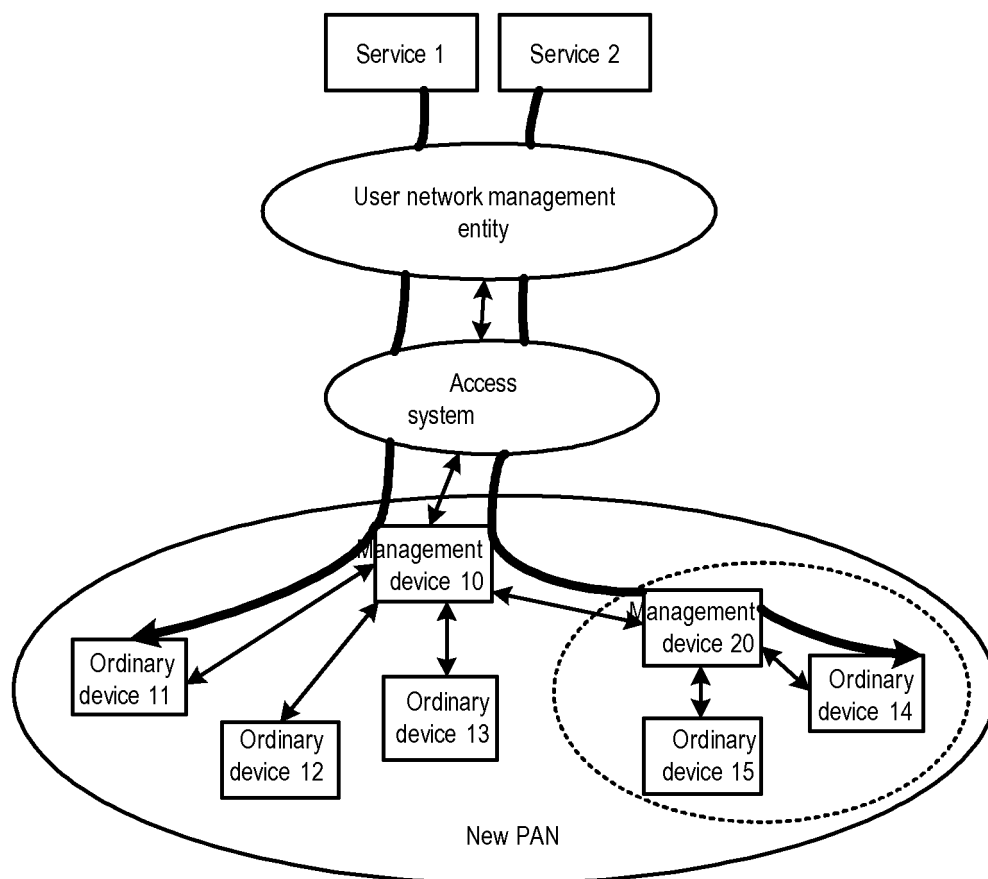 Service 1
Service 2
User network management
entity
Access
system
Management
device 10
Management
device 20
Ordinary
device 11
Ordinary
device 12
Ordinary
device 13
Ordinary
device 14
Ordinary
device 15
New PAN